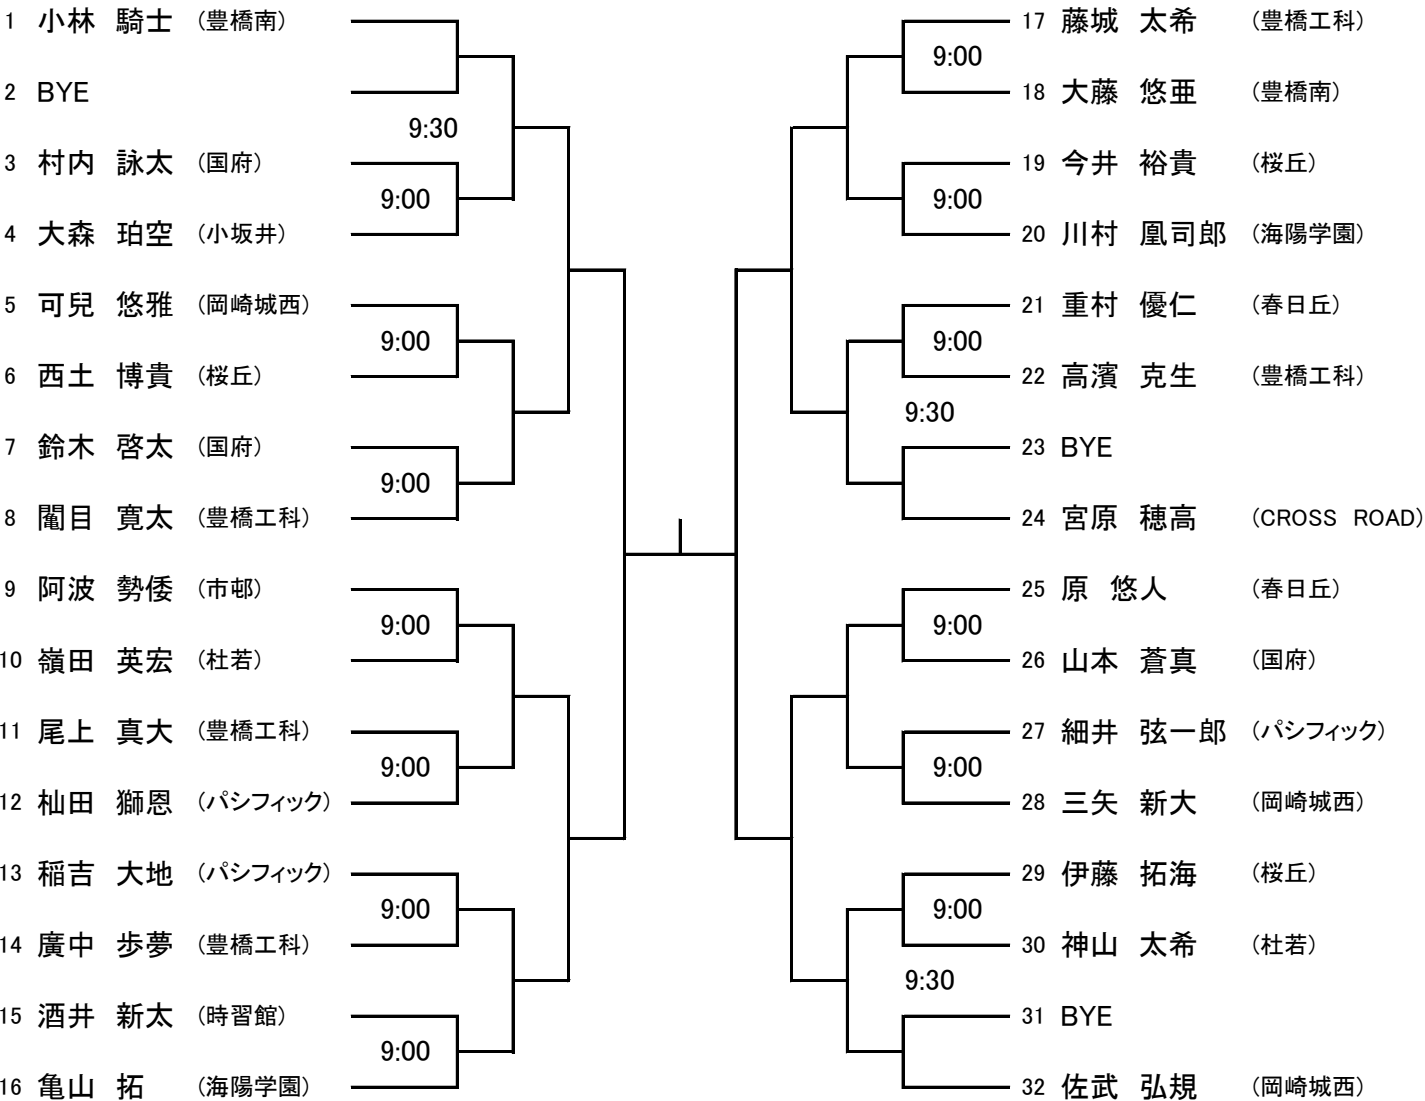 1 小林 騎士 (豊橋南)
2 BYE
9:30
3 村内 詠太 (国府)
9:00
4 大森 珀空 (小坂井)
5 可兒 悠雅 (岡崎城西)
9:00
6 西土 博貴 (桜丘)
7 鈴木 啓太 (国府)
9:00
8 闍目 寛太 (豊橋工科)
9 阿波 勢倭 (市邨)
9:00
10 嶺田 英宏 (杜若)
11 尾上 真大 (豊橋工科)
9:00
12 杣田 獅恩 (パシフィック)
13 稲吉 大地 (パシフィック)
9:00
14 廣中 歩夢 (豊橋工科)
15 酒井 新太 (時習館)
9:00
16 亀山 拓 (海陽学園)
17 藤城 太希 (豊橋工科)
9:00
18 大藤 悠亜 (豊橋南)
19 今井 裕貴 (桜丘)
9:00
20 川村 凰司郎 (海陽学園)
21 重村 優仁 (春日丘)
9:00
22 高濱 克生 (豊橋工科)
9:30
23 BYE
24 宮原 穂高 (CROSS ROAD)
25 原 悠人 (春日丘)
9:00
26 山本 蒼真 (国府)
27 細井 弦一郎 (パシフィック)
9:00
28 三矢 新大 (岡崎城西)
29 伊藤 拓海 (桜丘)
9:00
30 神山 太希 (杜若)
9:30
31 BYE
32 佐武 弘規 (岡崎城西)